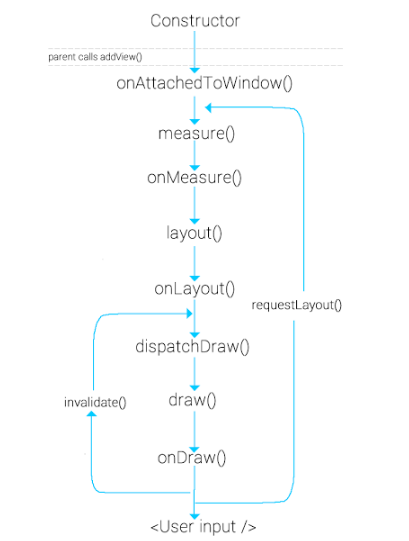 Constructor
parent calls addView()
onAttachedToWindow()
measure()
onMeasure()
layout()
onLayout()
requestLayout()
dispatchDraw()
invalidate()
draw()
onDraw()
<User input />